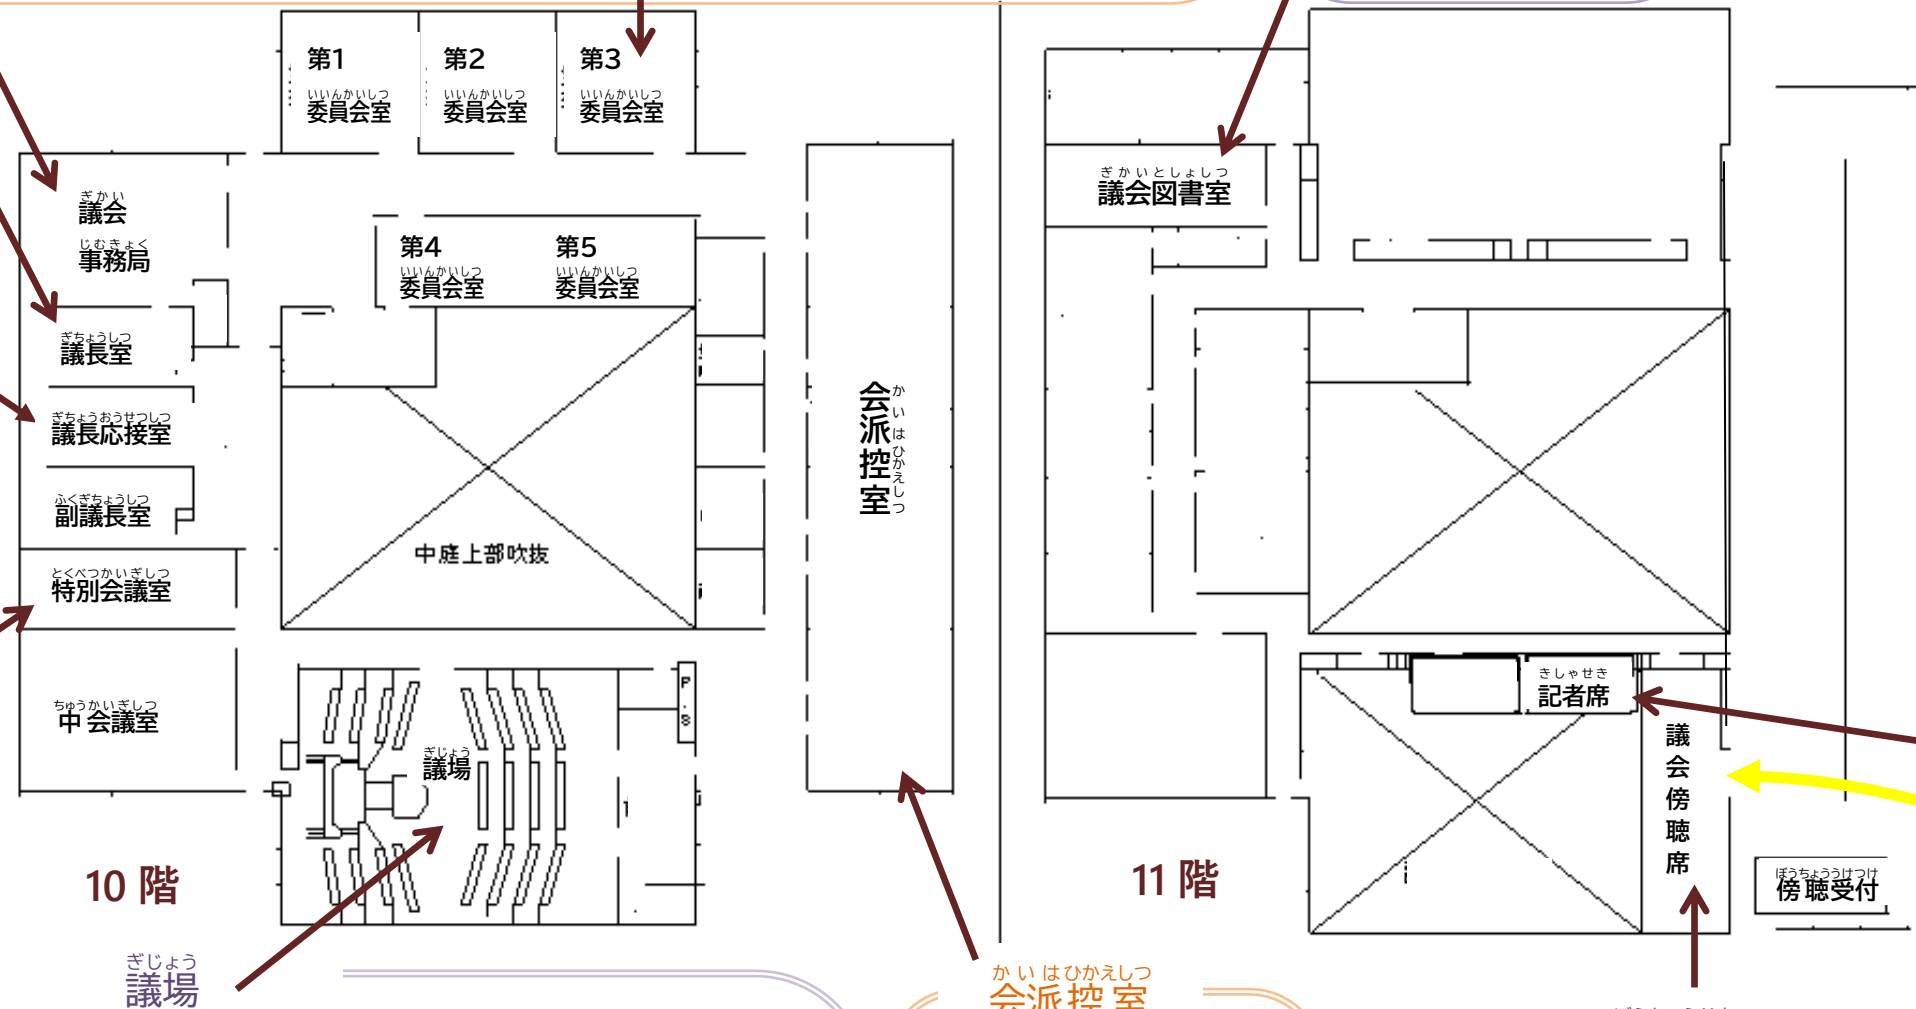 第1
いいんかいしつ
委員会室
第2
いいんかいしつ
委員会室
第3
いいんかいしつ
委員会室
ぎかい
議会
じむきょく
事務局
第4
いいんかいしつ
委員会室
第5
いいんかいしつ
委員会室
ぎちょうしつ
議長室
ぎちょうおうせつしつ
議長応接室
ふくぎちょうしつ
副議長室
とくべつかいぎしつ
特別会議室
ちゅうかいぎしつ
中会議室
中庭上部吹抜
ぎじょう
議場
P
S
かいはひかえしつ
会派控室
10階
ぎじょう
議場
かいはひかえしつ
会派控室
ぎかいとしょしつ
議会図書室
きしゃせき
記者席
議会傍聴席
ぼうちょううけつけ
傍聴受付
11階